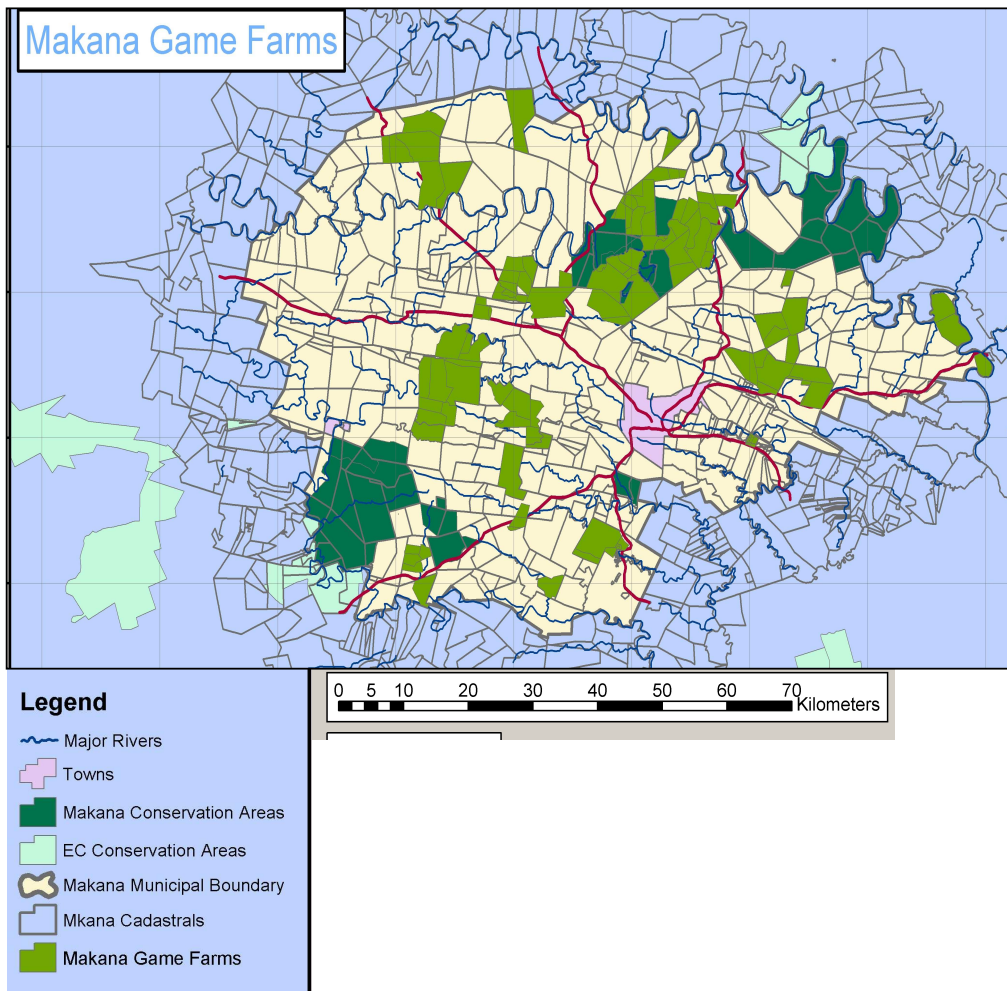 Makana Game Farms
Legend
Major Rivers
Towns
Makana Conservation Areas
EC Conservation Areas
Makana Municipal Boundary
Mkana Cadastrals
Makana Game Farms
0 5 10 20 30 40 50 60 70
Kilometers